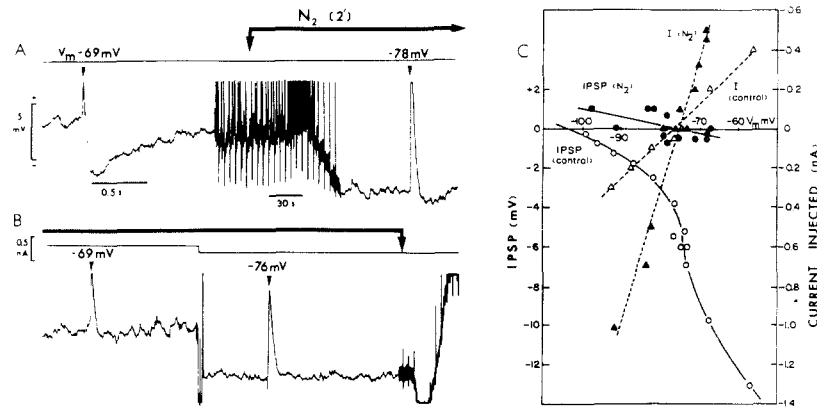 N₂ (2')
A
Vm -69mV
-78mV
+
5 mV
-
0.5 s
30 s
B
0.5 nA
-69mV
-76mV
C
IPSP (mV)
+2
0
-2
-4
-6
-8
-10
-12
-100
-90
-70
-60 Vm mV
I (N₂)
I (control)
IPSP (N₂)
IPSP (control)
-0.6
-0.4
-0.2
0
-0.2
-0.4
-0.6
-0.8
-1.0
-1.2
-1.4
CURRENT INJECTED (nA)